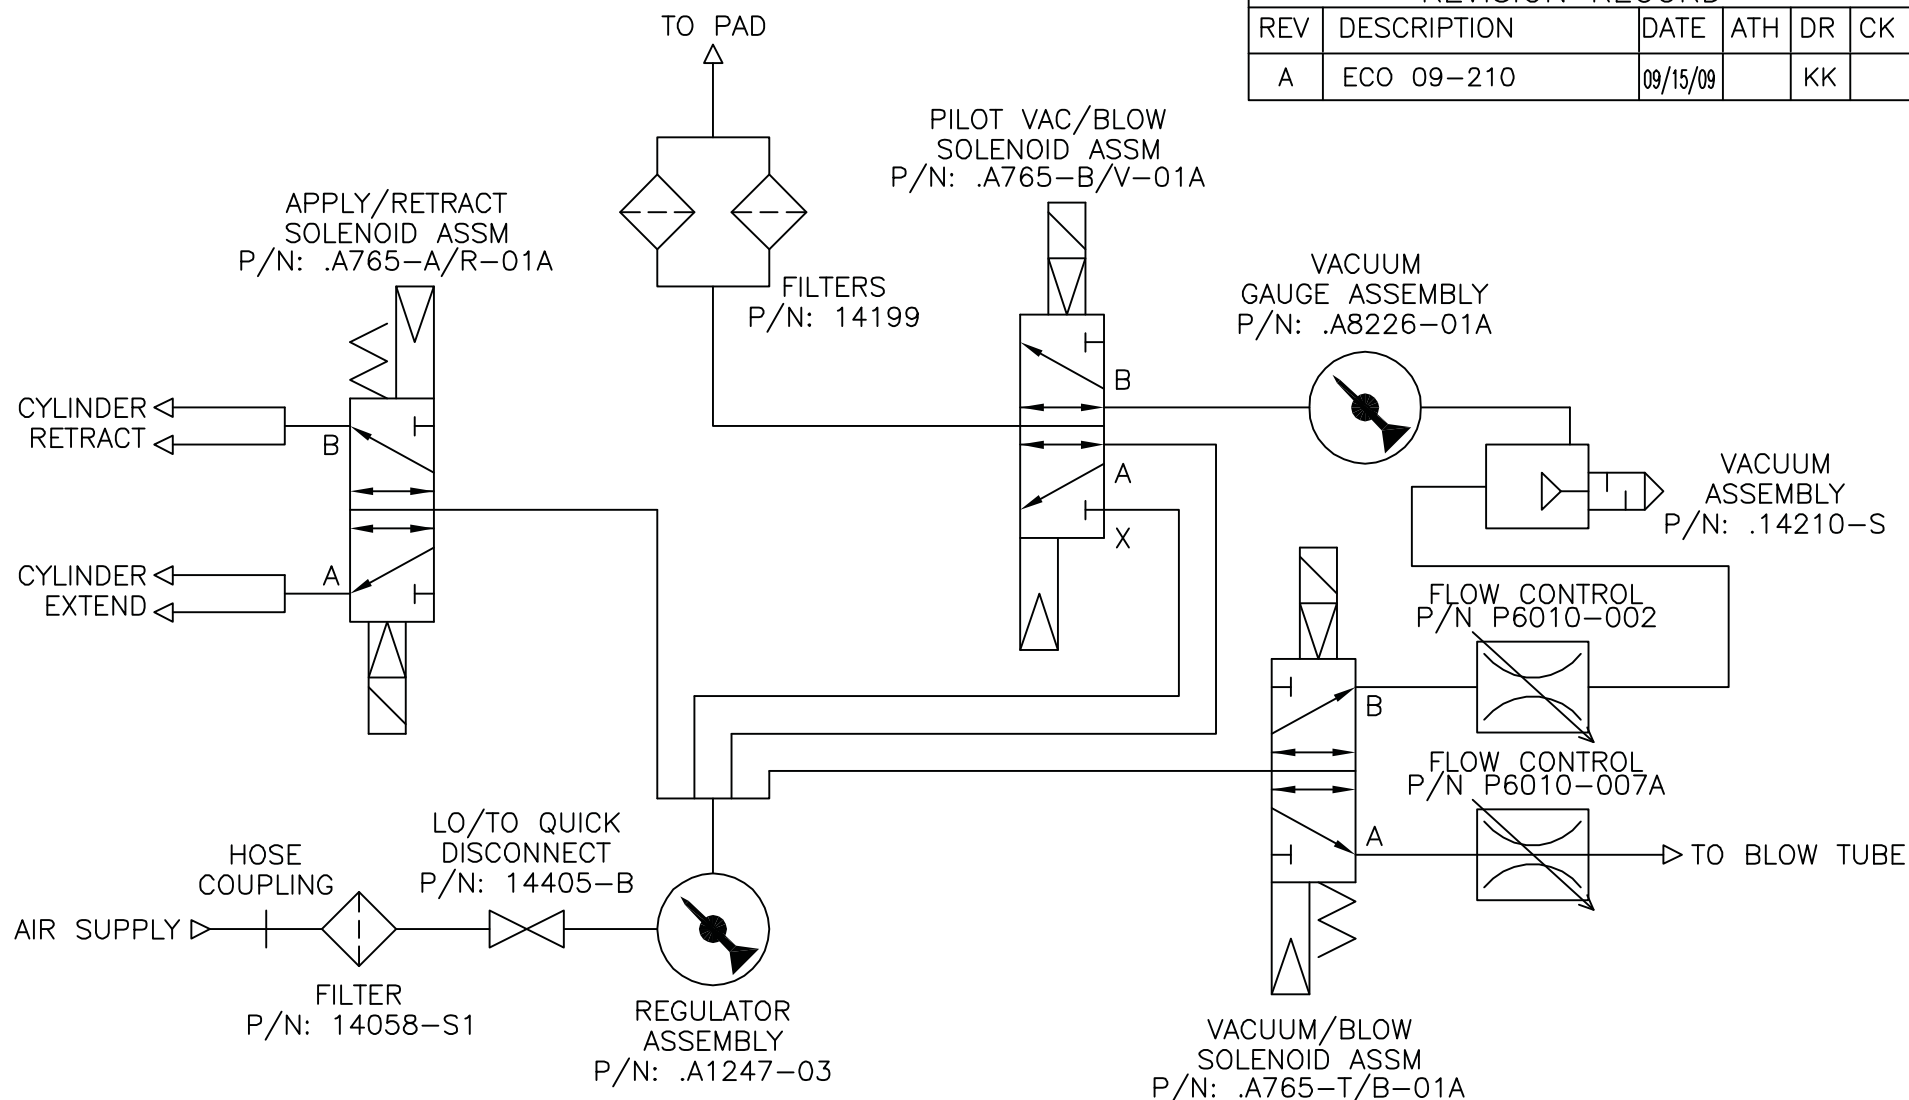 REVISION RECORD
REV DESCRIPTION DATE ATH DR CK
A ECO 09-210 09/15/09 KK
TO PAD
PILOT VAC/BLOW
SOLENOID ASSM
P/N: .A765-B/V-01A
APPLY/RETRACT
SOLENOID ASSM
P/N: .A765-A/R-01A
FILTERS
P/N: 14199
VACUUM
GAUGE ASSEMBLY
P/N: .A8226-01A
CYLINDER
RETRACT
B
A
CYLINDER
EXTEND
B
A
X
VACUUM
ASSEMBLY
P/N: .14210-S
FLOW CONTROL
P/N P6010-002
B
FLOW CONTROL
P/N P6010-007A
A
TO BLOW TUBE
LO/TO QUICK
DISCONNECT
P/N: 14405-B
HOSE
COUPLING
AIR SUPPLY
FILTER
P/N: 14058-S1
REGULATOR
ASSEMBLY
P/N: .A1247-03
VACUUM/BLOW
SOLENOID ASSM
P/N: .A765-T/B-01A